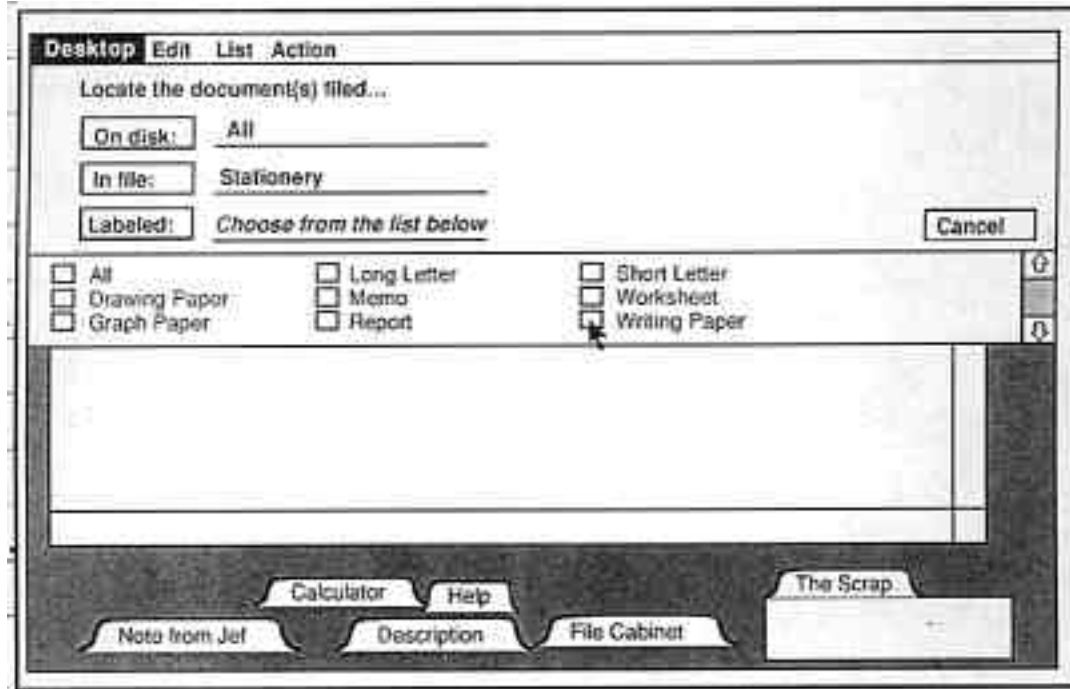 Desktop Edit List Action
Locate the document(s) filed...
On disk: All
In file: Stationery
Labeled: Choose from the list below
Cancel
All Long Letter Short Letter
Drawing Paper Memo Worksheet
Graph Paper Report Writing Paper
Calculator Help The Scrap
Note from Jef Description File Cabinet